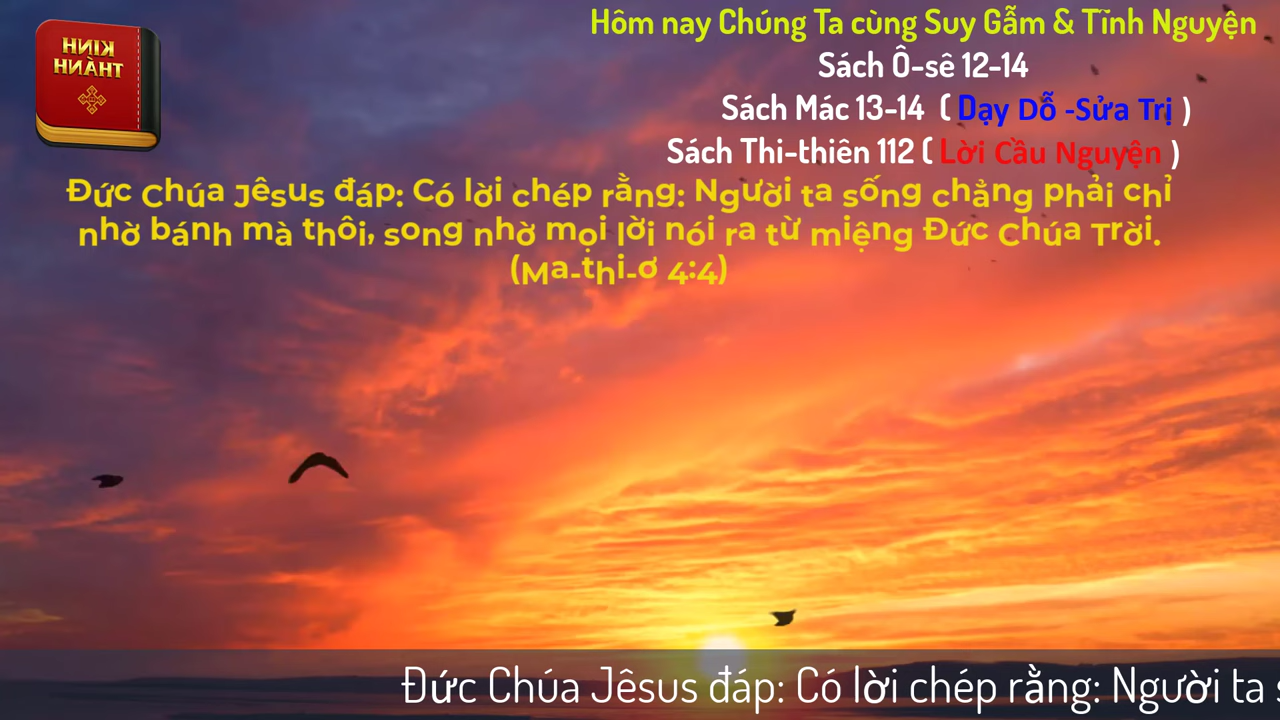 KINH
THÀNH
Hôm nay Chúng Ta cùng Suy Gẫm & Tĩnh Nguyện
Sách Ô-sê 12-14
Sách Mác 13-14 ( Dạy Dỗ -Sửa Trị )
Sách Thi-thiên 112 ( Lời Cầu Nguyện )
Đức Chúa Jêsus đáp: Có lời chép rằng: Người ta sống chẳng phải chỉ
nhờ bánh mà thôi, song nhờ mọi lời nói ra từ miệng Đức Chúa Trời.
(Ma-thi-ơ 4:4)
Đức Chúa Jêsus đáp: Có lời chép rằng: Người ta